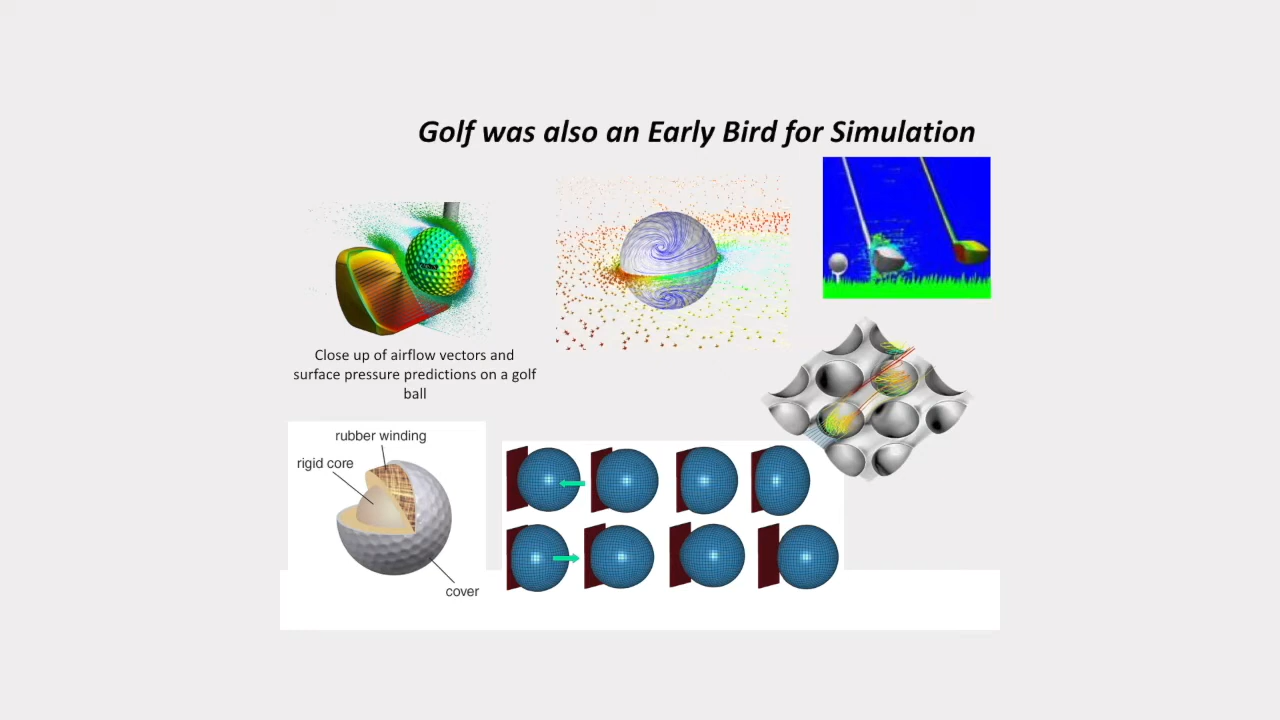 Golf was also an Early Bird for Simulation
Close up of airflow vectors and
surface pressure predictions on a golf
ball
rubber winding
rigid core
cover